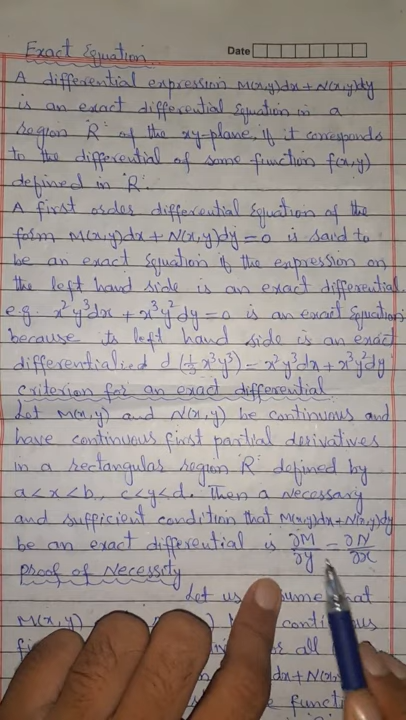 Exact Equation
Date
A differential expression M(x,y)dx+N(x,y)dy
is an exact differential Equation in a
region 'R' of the xy-plane, if it corresponds
to the differential of some function f(x,y)
defined in 'R'.
A first order differential Equation of the
form M(x,y)dx + N(x,y)dy = 0 is said to
be an exact Equation if the expression on
the left hand side is an exact differential.
e.g. x²y³dx + x³y²dy = 0 is an exact Equation,
because its left hand side is an exact
differential i.e d(⅓x³y³) = x²y³dx + x³y²dy
Criterion for an exact differential
Let M(x,y) and N(x,y) be continuous and
have continuous first partial derivatives
in a rectangular region 'R' defined by
a<x<b, c<y<d. Then a necessary
and sufficient condition that M(x,y)dx+N(x,y)dy
be an exact differential is ∂M/∂y = ∂N/∂x
Proof of Necessity
Let us that
M(x,y)
for all
dx+N(x